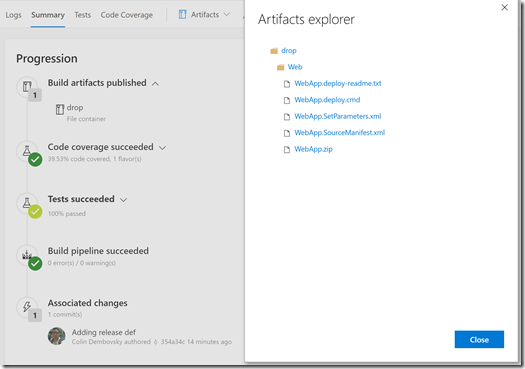 Logs Summary Tests Code Coverage Artifacts
Progression
Build artifacts published
1
drop
File container
Code coverage succeeded
39.53% code covered, 1 flavor(s)
Tests succeeded
100% passed
Build pipeline succeeded
0 error(s) / 0 warning(s)
Associated changes
1 commit(s)
1
Adding release def
Colin Dembovsky authored 354a34c 14 minutes ago
Artifacts explorer
drop
Web
WebApp.deploy-readme.txt
WebApp.deploy.cmd
WebApp.SetParameters.xml
WebApp.SourceManifest.xml
WebApp.zip
Close